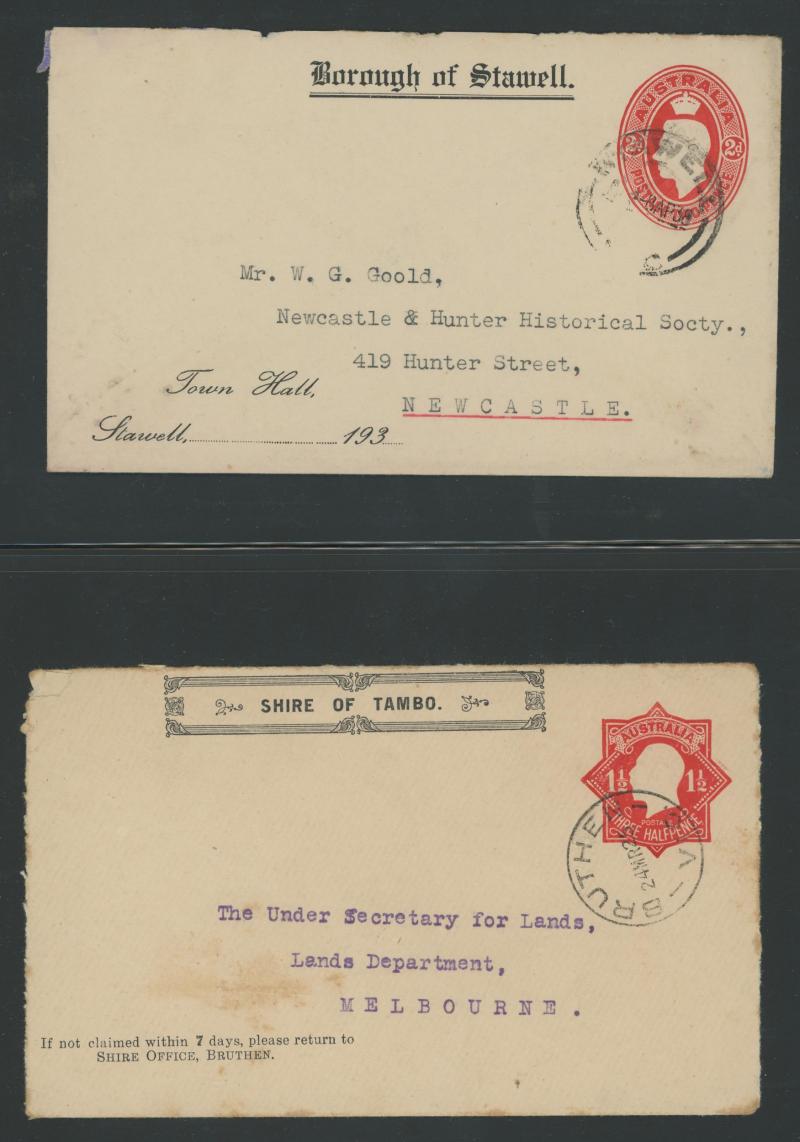 Borough of Stawell.
AUSTRALIA
2d 2d
Mr. W. G. Goold,
Newcastle & Hunter Historical Socty.,
419 Hunter Street,
NEWCASTLE.
Town Hall,
Stawell, 193
SHIRE OF TAMBO.
AUSTRALIA
1½ 1½
POSTAGE
THREE HALFPENCE
BRUTHEN
24MR2
VIC
The Under Secretary for Lands,
Lands Department,
MELBOURNE.
If not claimed within 7 days, please return to
SHIRE OFFICE, BRUTHEN.